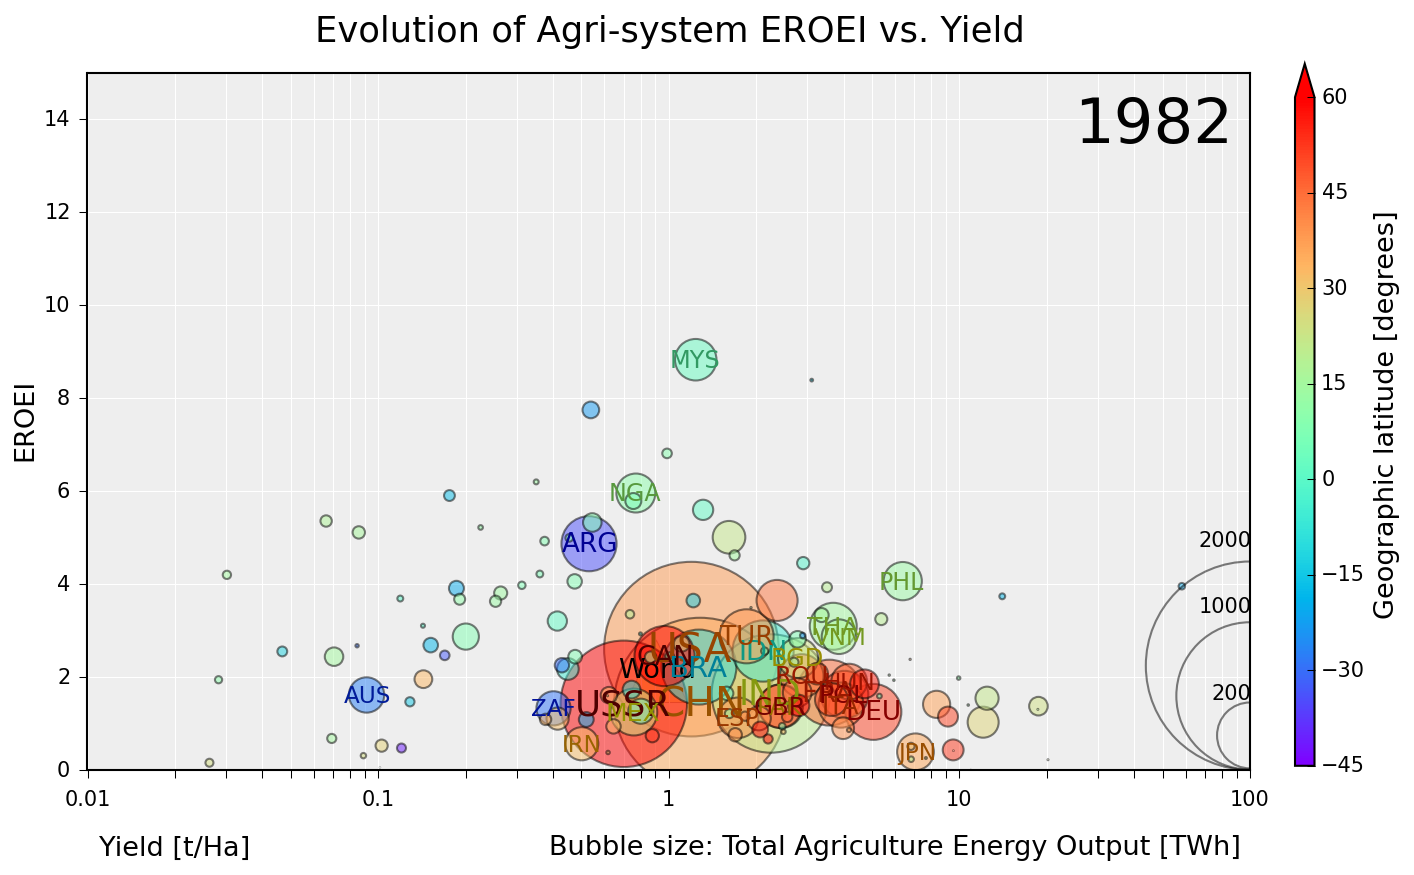 Evolution of Agri-system EROEI vs. Yield
1982
EROEI
14
12
10
8
6
4
2
0
MYS
NGA
ARG
PHL
THA
VNM
TUR
IDN
BGD
USA
CAN
World
BRA
IND
CHN
USSR
MEX
AUS
ZAF
IRN
ESP
GBR
ROU
POL
HUN
DEU
JPN
2000
1000
200
0.01
0.1
1
10
100
Yield [t/Ha]
Bubble size: Total Agriculture Energy Output [TWh]
60
45
30
15
0
−15
−30
−45
Geographic latitude [degrees]